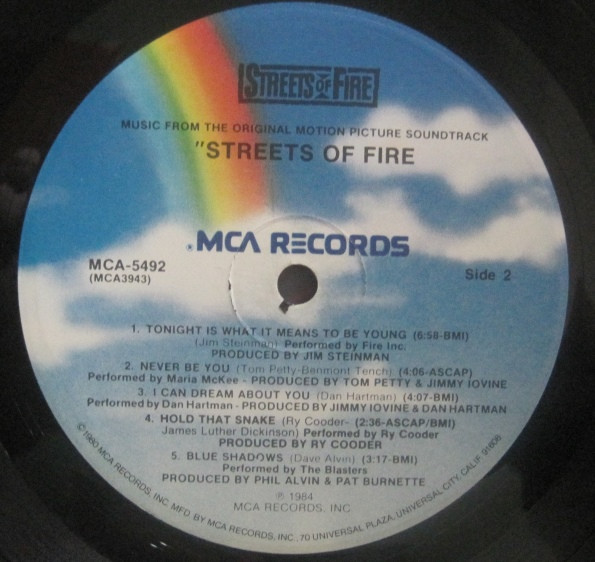 STREETS OF FIRE
MUSIC FROM THE ORIGINAL MOTION PICTURE SOUNDTRACK
"STREETS OF FIRE
® MCA RECORDS
MCA-5492
(MCA3943)
Side 2
1. TONIGHT IS WHAT IT MEANS TO BE YOUNG (6:58-BMI)
(Jim Steinman) Performed by Fire Inc.
PRODUCED BY JIM STEINMAN
2. NEVER BE YOU (Tom Petty-Benmont Tench) (4:06-ASCAP)
Performed by Maria McKee - PRODUCED BY TOM PETTY & JIMMY IOVINE
3. I CAN DREAM ABOUT YOU (Dan Hartman) (4:07-BMI)
Performed by Dan Hartman - PRODUCED BY JIMMY IOVINE & DAN HARTMAN
4. HOLD THAT SNAKE (Ry Cooder- (2:36-ASCAP/BMI)
James Luther Dickinson) Performed by Ry Cooder
PRODUCED BY RY COODER
5. BLUE SHADOWS (Dave Alvin) (3:17-BMI)
Performed by The Blasters
PRODUCED BY PHIL ALVIN & PAT BURNETTE
℗ 1984
MCA RECORDS, INC
© 1980 MCA RECORDS, INC. MFD. BY MCA RECORDS, INC., 70 UNIVERSAL PLAZA, UNIVERSAL CITY, CALIF. 91608